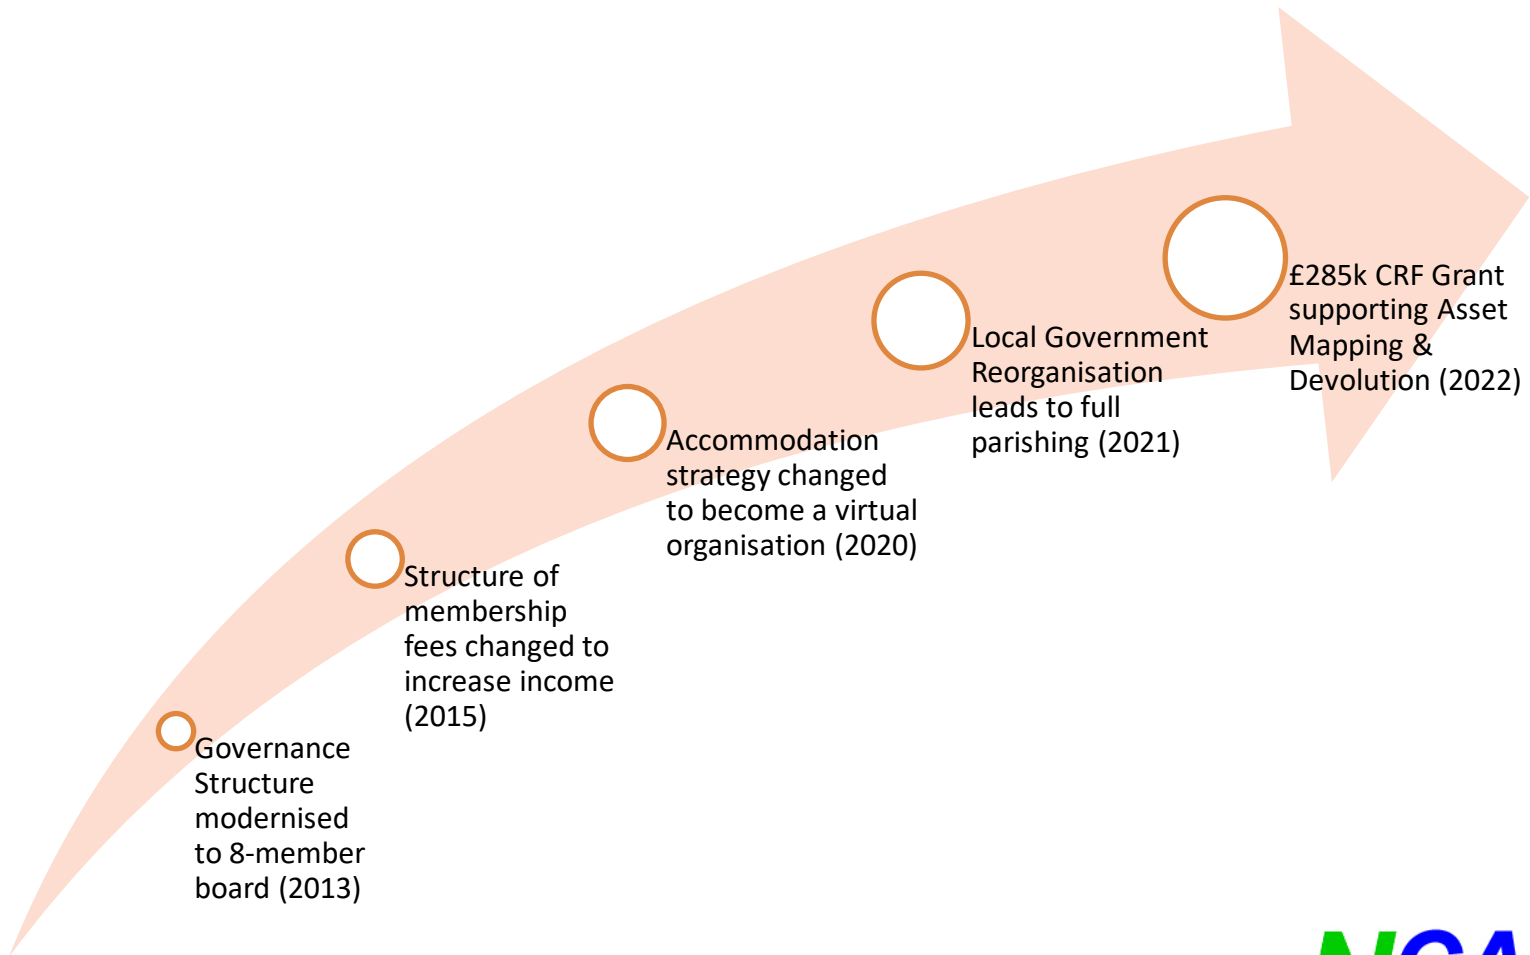 Governance
Structure
modernised
to 8-member
board (2013)
Structure of
membership
fees changed to
increase income
(2015)
Accommodation
strategy changed
to become a virtual
organisation (2020)
Local Government
Reorganisation
leads to full
parishing (2021)
£285k CRF Grant
supporting Asset
Mapping &
Devolution (2022)